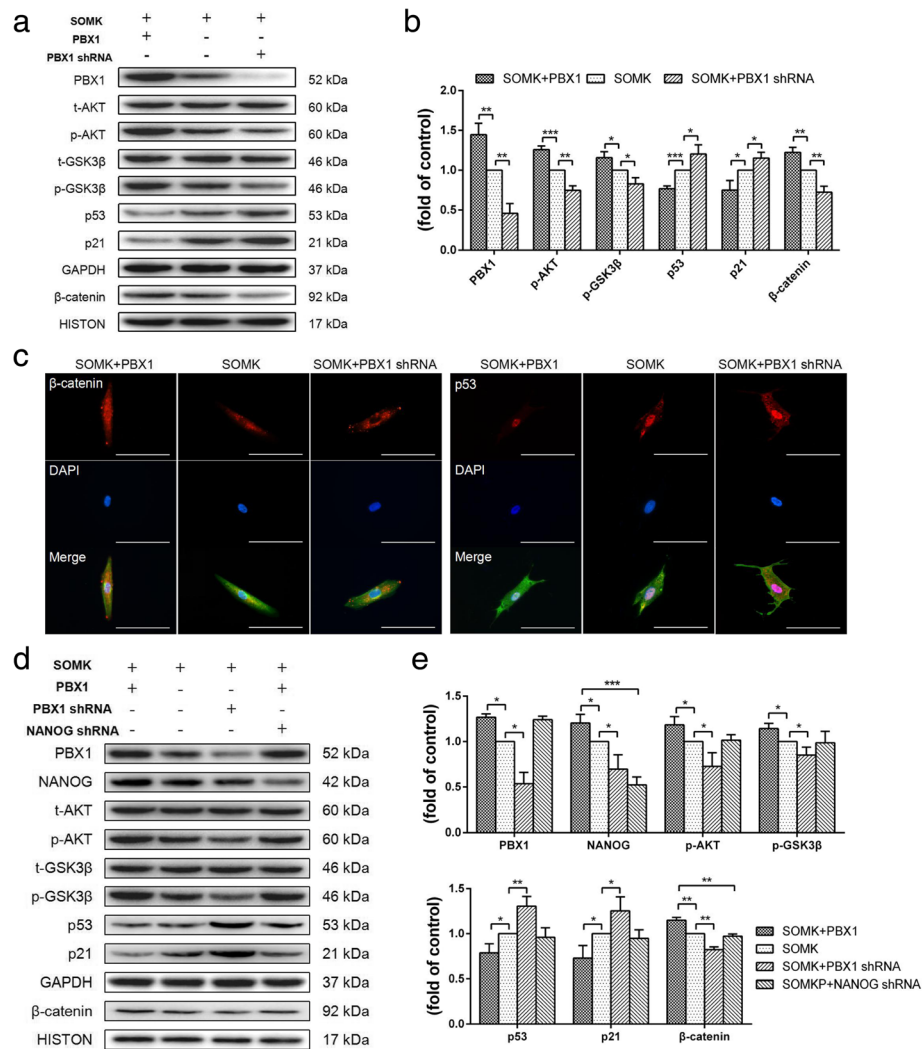 a
SOMK + + +
PBX1 + - -
PBX1 shRNA - - +
PBX1 52 kDa
t-AKT 60 kDa
p-AKT 60 kDa
t-GSK3β 46 kDa
p-GSK3β 46 kDa
p53 53 kDa
p21 21 kDa
GAPDH 37 kDa
β-catenin 92 kDa
HISTON 17 kDa
b
SOMK+PBX1 SOMK SOMK+PBX1 shRNA
(fold of control)
2.0
1.5
1.0
0.5
0.0
** ** *** ** * * *** * * * ** **
PBX1 p-AKT p-GSK3β p53 p21 β-catenin
c
SOMK+PBX1 SOMK SOMK+PBX1 shRNA
β-catenin
DAPI
Merge
SOMK+PBX1 SOMK SOMK+PBX1 shRNA
p53
DAPI
Merge
d
SOMK + + + +
PBX1 + - - +
PBX1 shRNA - - + -
NANOG shRNA - - - +
PBX1 52 kDa
NANOG 42 kDa
t-AKT 60 kDa
p-AKT 60 kDa
t-GSK3β 46 kDa
p-GSK3β 46 kDa
p53 53 kDa
p21 21 kDa
GAPDH 37 kDa
β-catenin 92 kDa
HISTON 17 kDa
e
(fold of control)
1.5
1.0
0.5
0.0
* * * * *** * * * *
PBX1 NANOG p-AKT p-GSK3β
(fold of control)
1.5
1.0
0.5
0.0
* ** * * ** ** **
p53 p21 β-catenin
SOMK+PBX1
SOMK
SOMK+PBX1 shRNA
SOMKP+NANOG shRNA